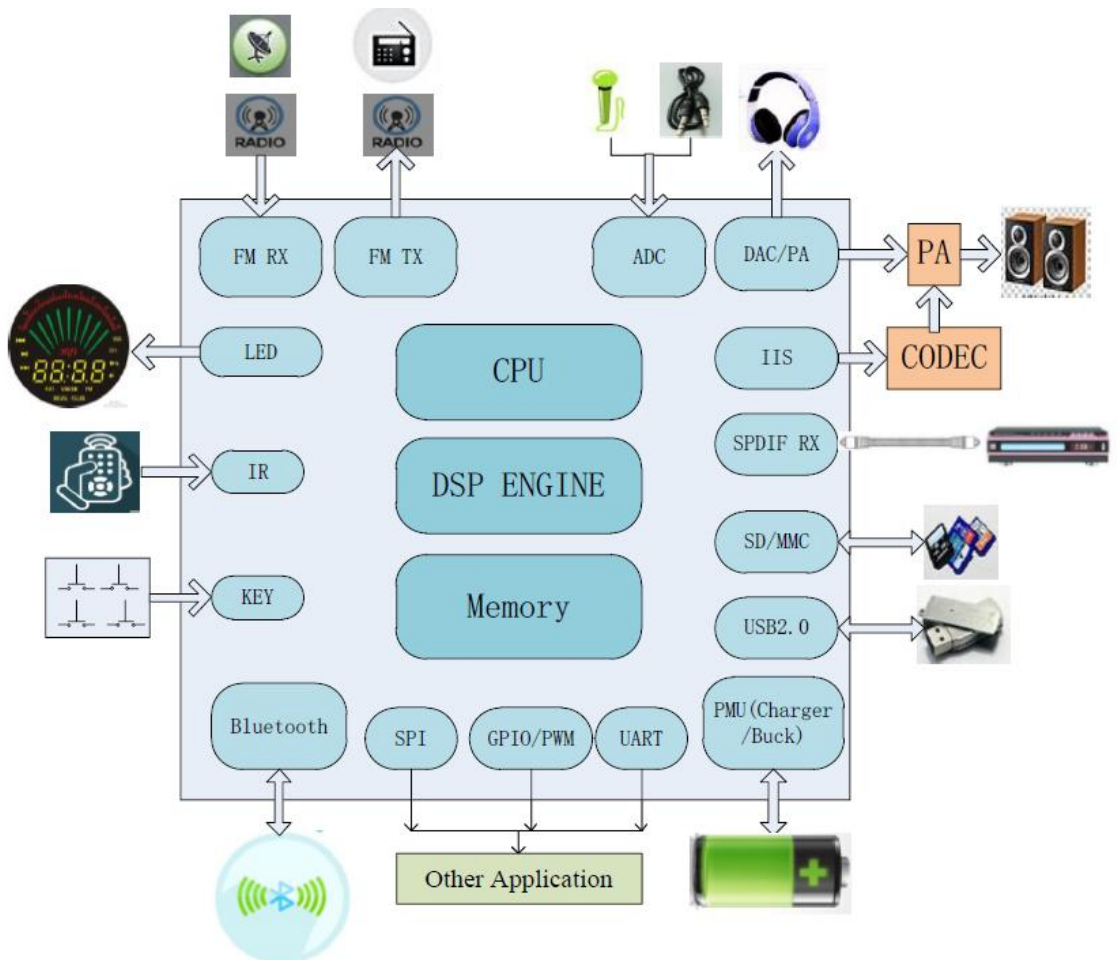 RADIO
RADIO
FM RX
FM TX
ADC
DAC/PA
PA
LED
CPU
IIS
CODEC
88:88
IR
DSP ENGINE
SPDIF RX
SD/MMC
KEY
Memory
USB2.0
Bluetooth
SPI
GPIO/PWM
UART
PMU(Charger
/Buck)
Other Application